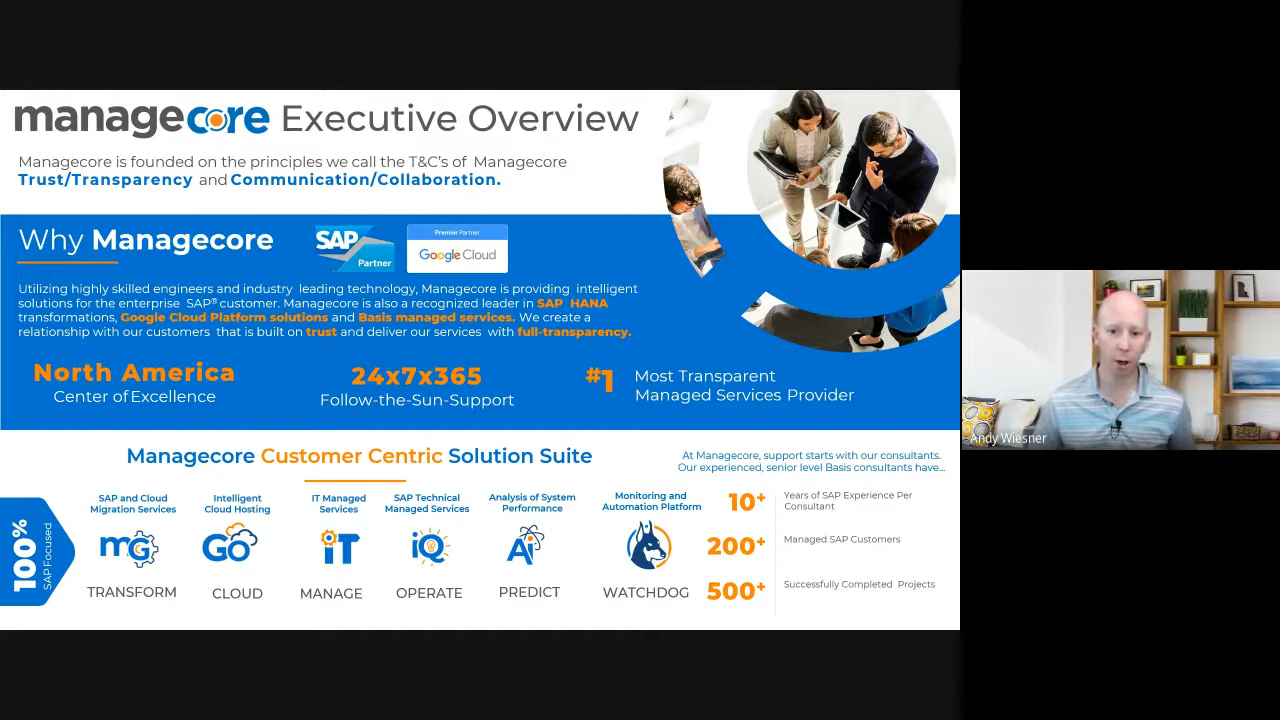 managecore Executive Overview
Managecore is founded on the principles we call the T&C's of Managecore
Trust/Transparency and Communication/Collaboration.
Why Managecore
SAP
Partner
Premier Partner
Google Cloud
Utilizing highly skilled engineers and industry leading technology, Managecore is providing intelligent
solutions for the enterprise SAP® customer. Managecore is also a recognized leader in SAP HANA
transformations, Google Cloud Platform solutions and Basis managed services. We create a
relationship with our customers that is built on trust and deliver our services with full-transparency.
North America
Center of Excellence
24x7x365
Follow-the-Sun-Support
#1
Most Transparent
Managed Services Provider
Andy Wiesner
Managecore Customer Centric Solution Suite
At Managecore, support starts with our consultants.
Our experienced, senior level Basis consultants have...
100%
SAP Focused
SAP and Cloud
Migration Services
mG
TRANSFORM
Intelligent
Cloud Hosting
GO
CLOUD
IT Managed
Services
iT
MANAGE
SAP Technical
Managed Services
iQ
OPERATE
Analysis of System
Performance
Ai
PREDICT
Monitoring and
Automation Platform
WATCHDOG
10+
Years of SAP Experience Per
Consultant
200+
Managed SAP Customers
500+
Successfully Completed Projects